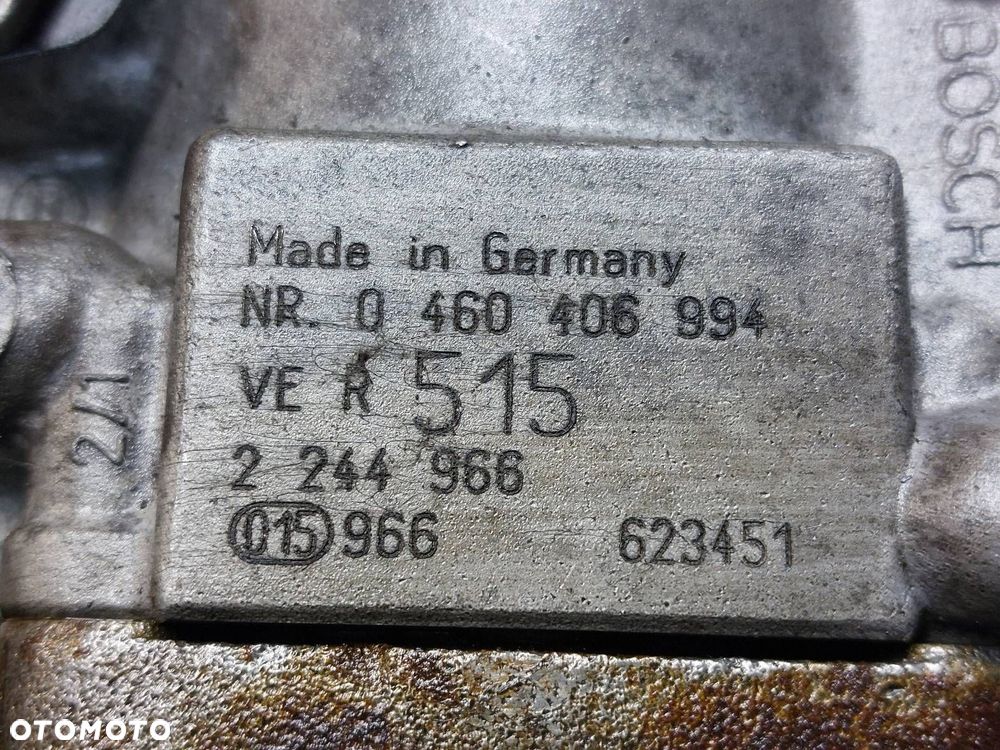 BOSCH
Made in Germany
NR. 0 460 406 994
VE R 515
2 244 966
015 966 623451
2/1
OTOMOTO